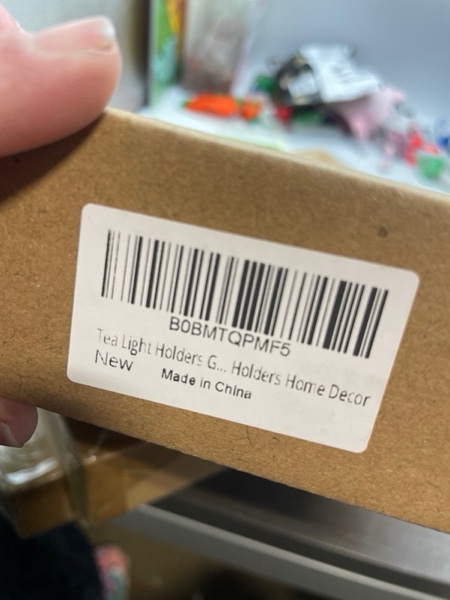 B0BMTQPMF5
Tea Light Holders G... Holders Home Decor
New
Made in China